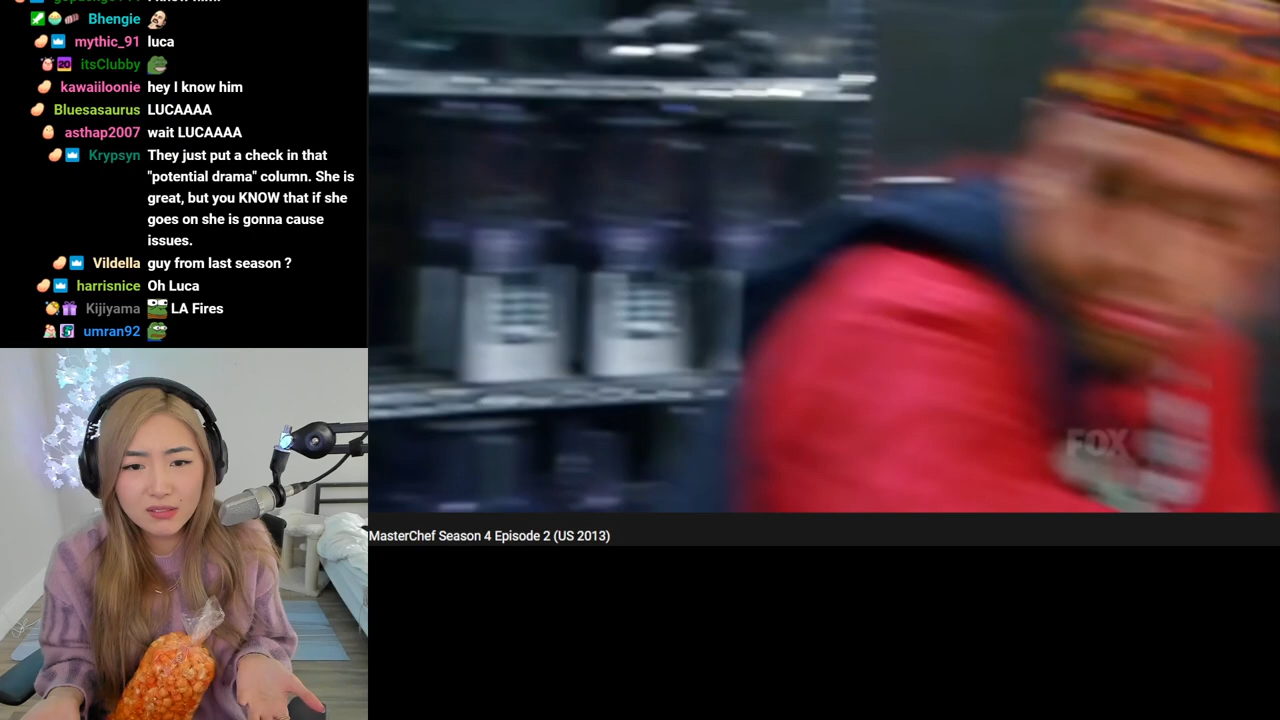 Bhengie
mythic_91 luca
itsClubby
kawaiiloonie hey I know him
Bluesasaurus LUCAAAA
asthap2007 wait LUCAAAA
Krypsyn They just put a check in that
"potential drama" column. She is
great, but you KNOW that if she
goes on she is gonna cause
issues.
Vildella guy from last season ?
harrisnice Oh Luca
Kijiyama LA Fires
umran92
FOX
MasterChef Season 4 Episode 2 (US 2013)